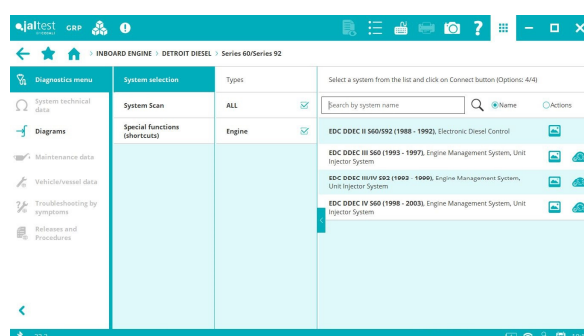 jaltest GRP
?
> INBOARD ENGINE > DETROIT DIESEL > Series 60/Series 92
Diagnostics menu
System technical
data
Diagrams
Maintenance data
Vehicle/vessel data
Troubleshooting by
symptoms
Releases and
Procedures
System selection
System Scan
Special functions
(shortcuts)
Types
ALL
Engine
Select a system from the list and click on Connect button (Options: 4/4)
Search by system name
Name
Actions
EDC DDEC II S60/S92 (1988 - 1992), Electronic Diesel Control
EDC DDEC III S60 (1993 - 1997), Engine Management System, Unit
Injector System
EDC DDEC III/IV S92 (1993 - 1999), Engine Management System,
Unit Injector System
EDC DDEC IV S60 (1998 - 2003), Engine Management System, Unit
Injector System